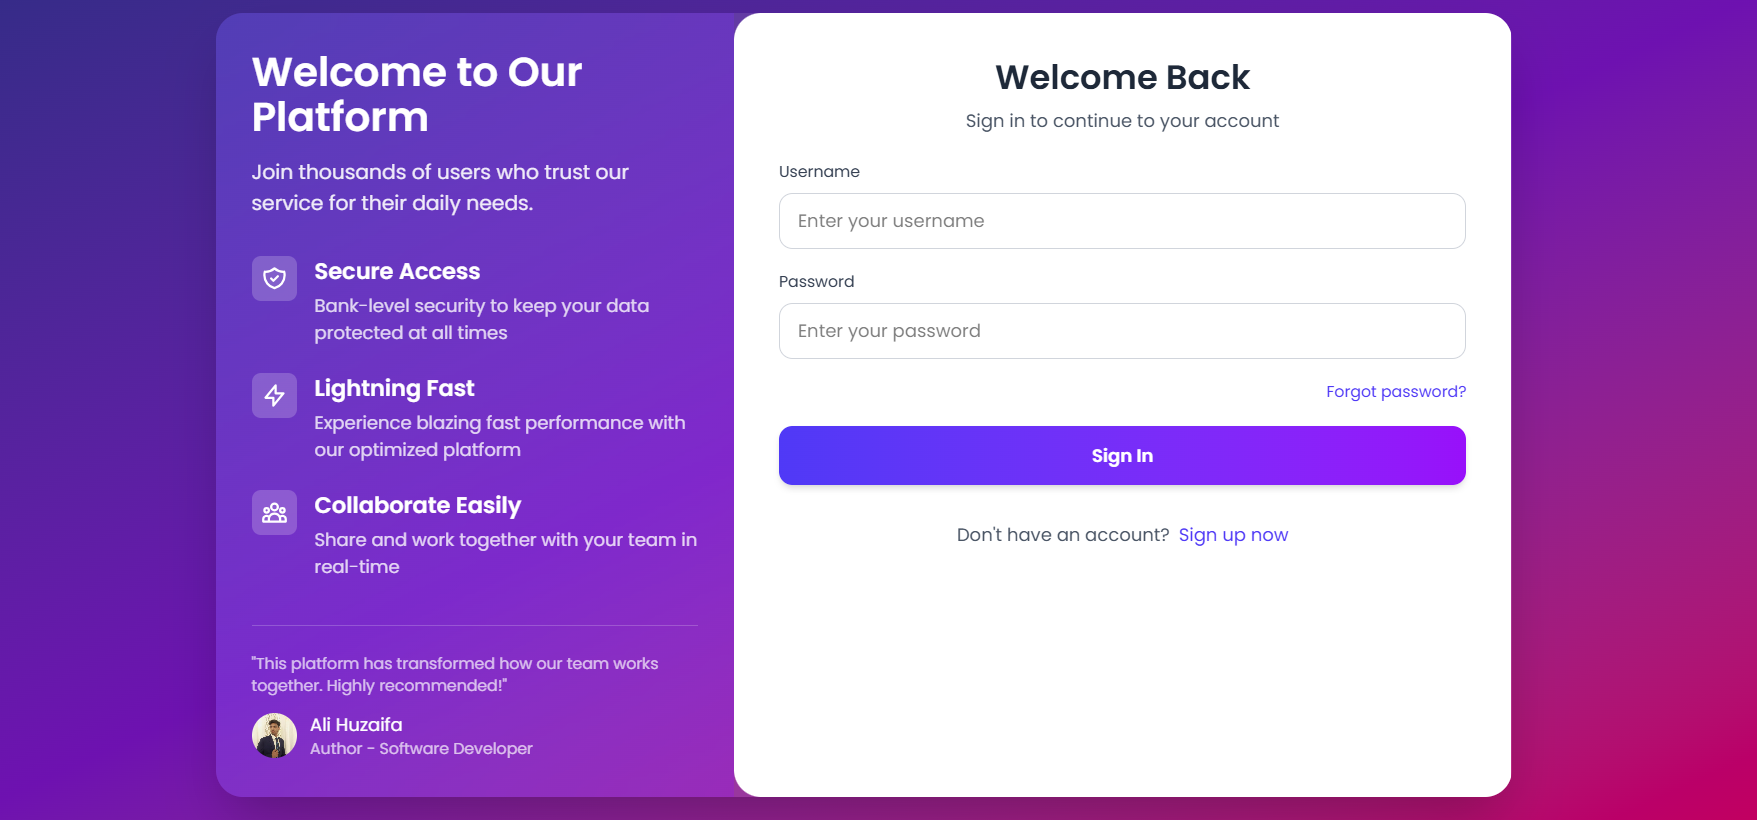 Welcome to Our
Platform
Join thousands of users who trust our
service for their daily needs.
Secure Access
Bank-level security to keep your data
protected at all times
Lightning Fast
Experience blazing fast performance with
our optimized platform
Collaborate Easily
Share and work together with your team in
real-time
"This platform has transformed how our team works
together. Highly recommended!"
Ali Huzaifa
Author - Software Developer
Welcome Back
Sign in to continue to your account
Username
Enter your username
Password
Enter your password
Forgot password?
Sign In
Don't have an account? Sign up now